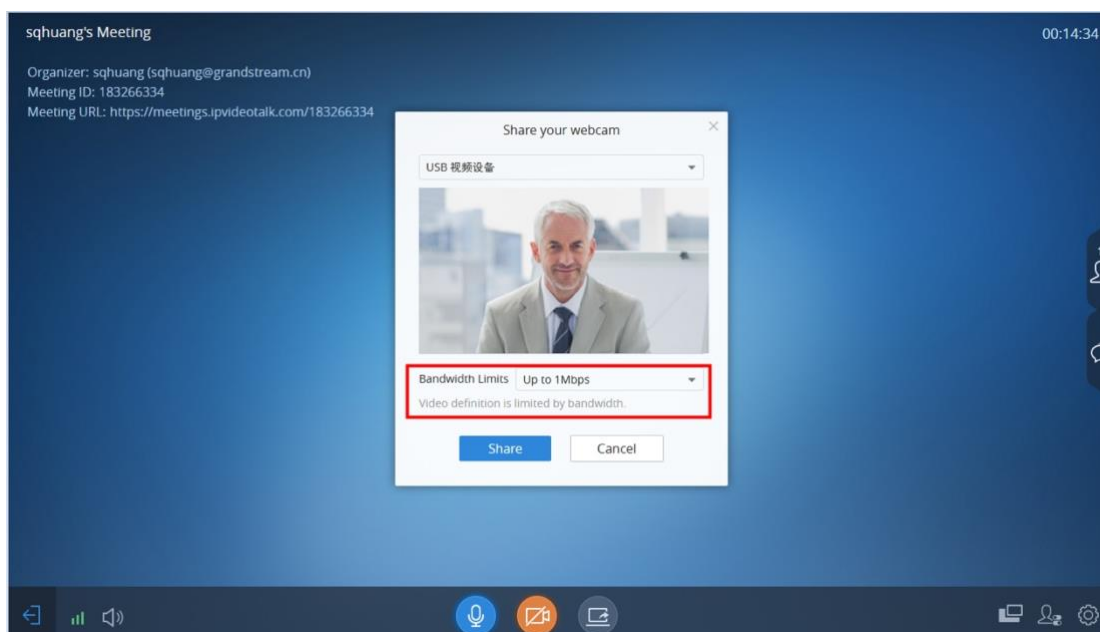 sqhuang's Meeting
00:14:34
Organizer: sqhuang (sqhuang@grandstream.cn)
Meeting ID: 183266334
Meeting URL: https://meetings.ipvideotalk.com/183266334
Share your webcam
USB 视频设备
Bandwidth Limits Up to 1Mbps
Video definition is limited by bandwidth.
Share Cancel